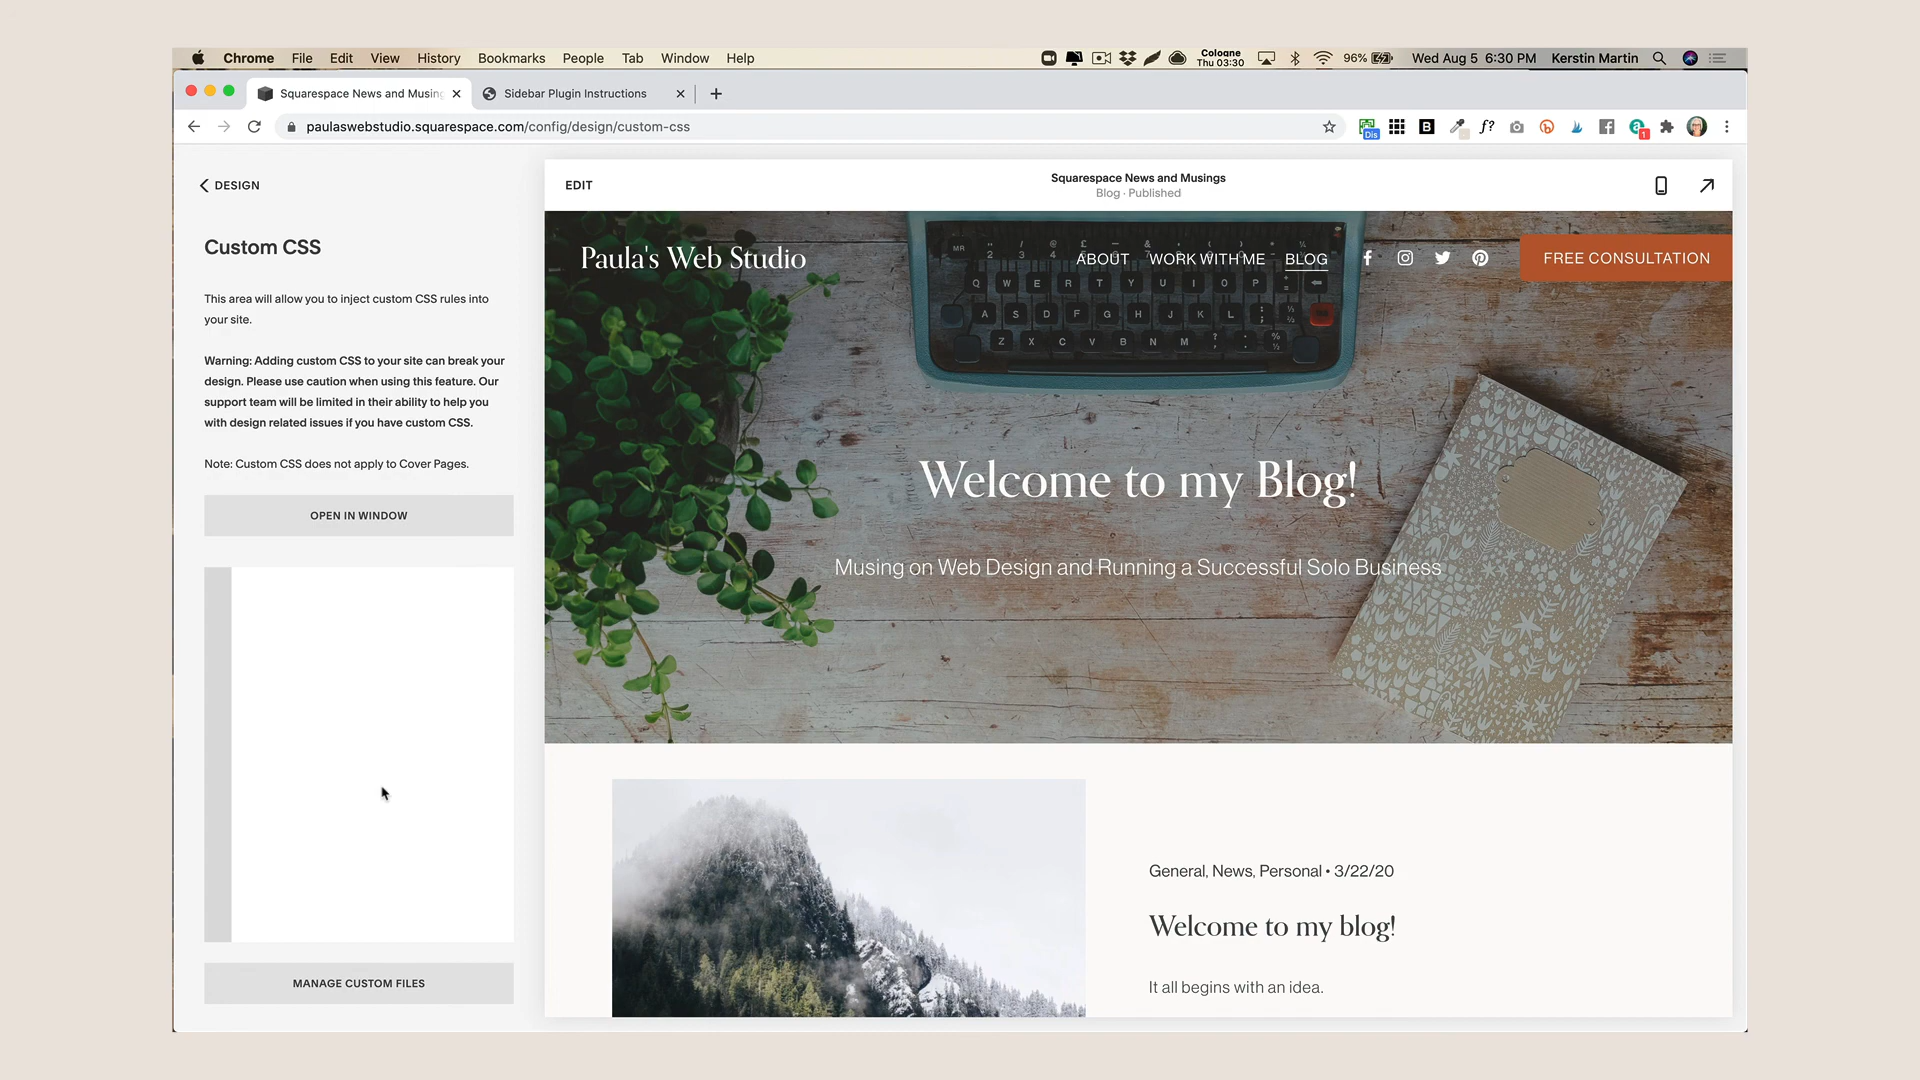 Chrome File Edit View History Bookmarks People Tab Window Help
Cologne
Thu 03:30
96%
Wed Aug 5 6:30 PM
Kerstin Martin
Squarespace News and Musin
Sidebar Plugin Instructions
paulaswebstudio.squarespace.com/config/design/custom-css
Dis
B
f?
1
DESIGN
Custom CSS
This area will allow you to inject custom CSS rules into
your site.
Warning: Adding custom CSS to your site can break your
design. Please use caution when using this feature. Our
support team will be limited in their ability to help you
with design related issues if you have custom CSS.
Note: Custom CSS does not apply to Cover Pages.
OPEN IN WINDOW
MANAGE CUSTOM FILES
EDIT
Squarespace News and Musings
Blog · Published
Paula's Web Studio
ABOUT WORK WITH ME BLOG
FREE CONSULTATION
MR
Q W E R T Y U I O P
A S D F G H J K L
Z X C V B N M
Welcome to my Blog!
Musing on Web Design and Running a Successful Solo Business
General, News, Personal • 3/22/20
Welcome to my blog!
It all begins with an idea.